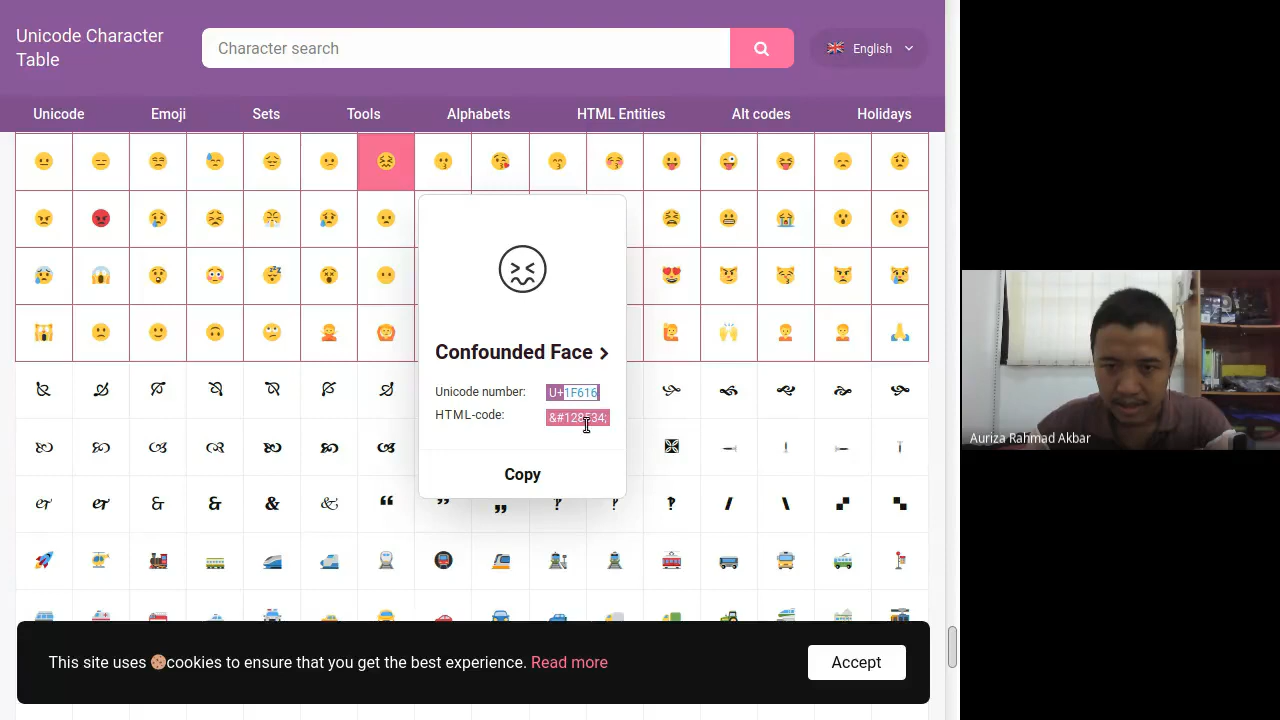 Unicode Character
Table
Character search
English
Unicode
Emoji
Sets
Tools
Alphabets
HTML Entities
Alt codes
Holidays
Confounded Face
Unicode number: U+1F616
HTML-code:
Copy
Auriza Rahmad Akbar
This site uses cookies to ensure that you get the best experience. Read more
Accept